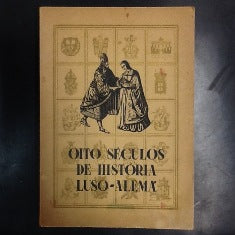 OITO SÉCULOS
DE HISTÓRIA
LUSO-ALEMÃ